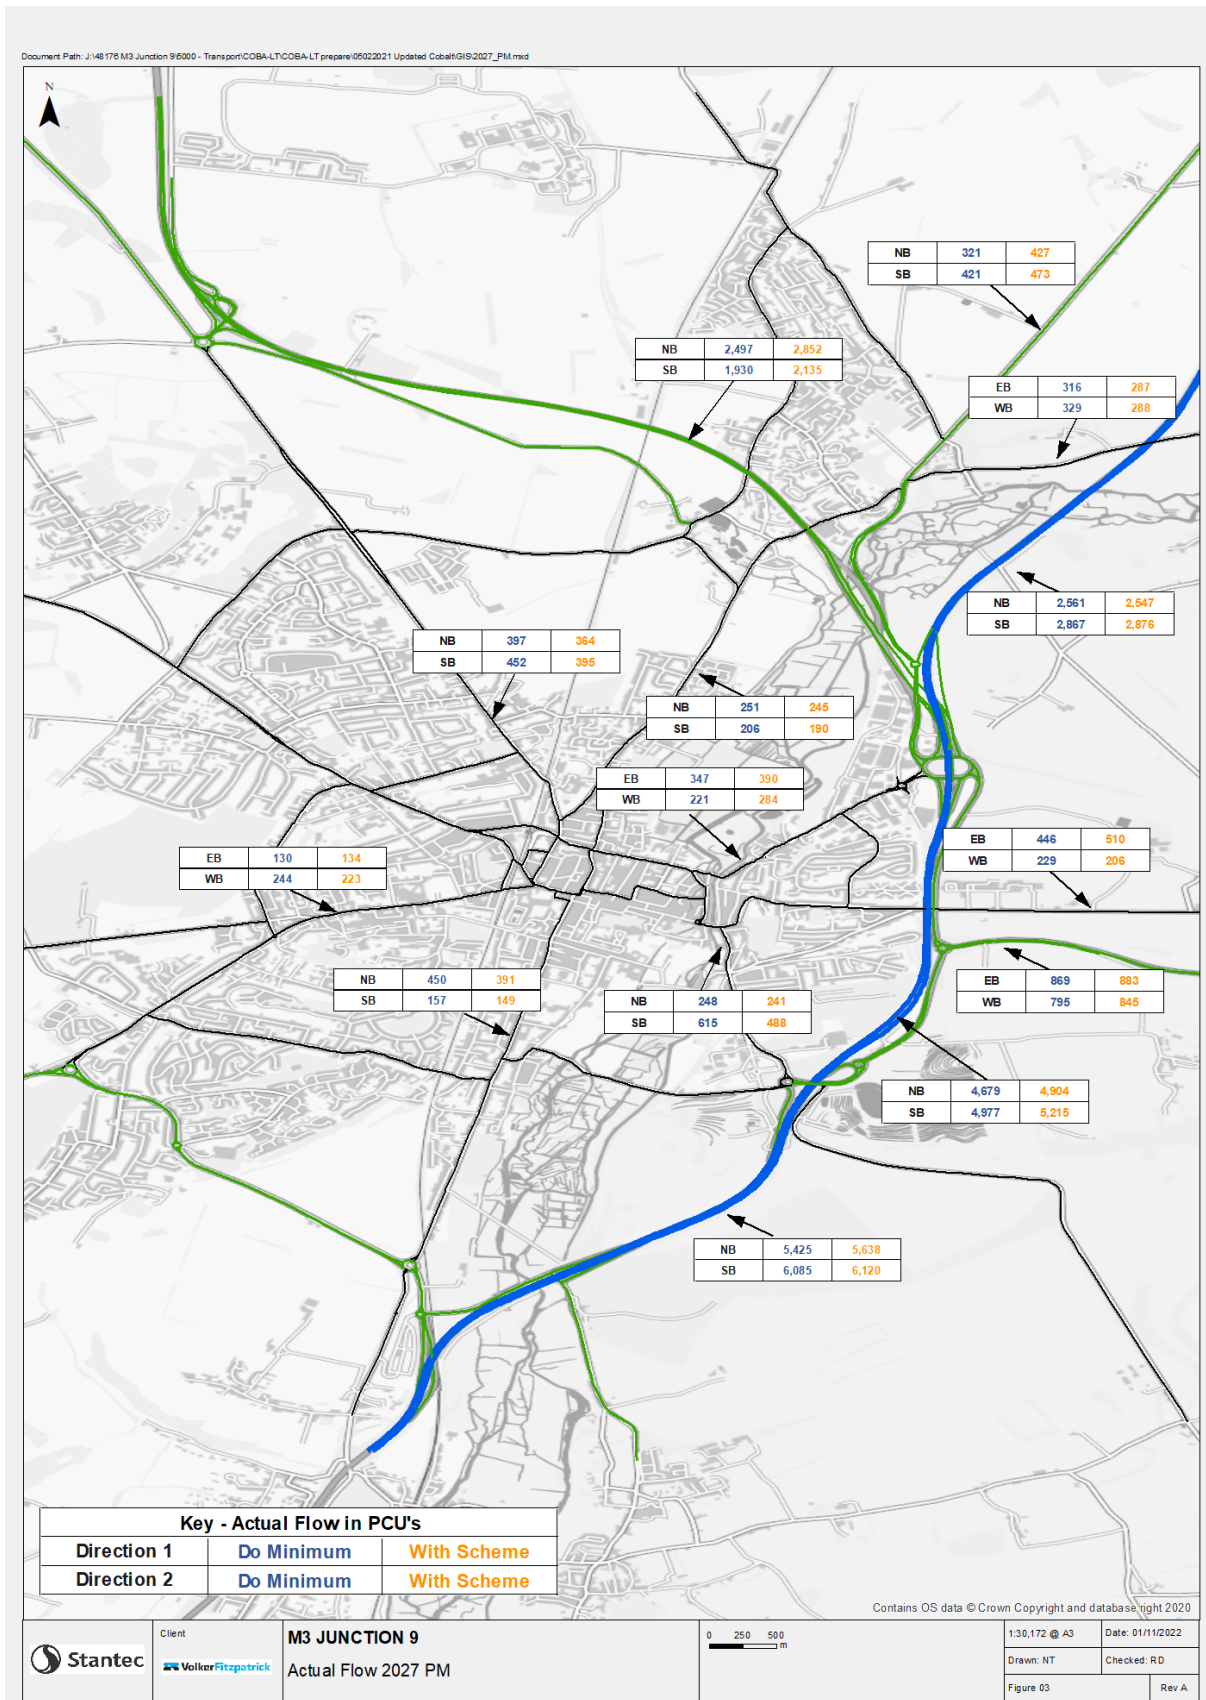 Document Path: J:\48176 M3 Junction 9\5000 - Transport\COBA-LT\COBA-LT prepare\05022021 Updated Cobalt\GIS\2027_PM.mxd
N
NB 321 427
SB 421 473
NB 2,497 2,852
SB 1,930 2,135
EB 316 287
WB 329 288
NB 2,561 2,547
SB 2,867 2,876
NB 397 364
SB 452 395
NB 251 245
SB 206 190
EB 347 390
WB 221 284
EB 446 510
WB 229 206
EB 130 134
WB 244 223
NB 450 391
SB 157 149
NB 248 241
SB 615 488
EB 869 883
WB 795 845
NB 4,679 4,904
SB 4,977 5,215
NB 5,425 5,638
SB 6,085 6,120
Key - Actual Flow in PCU's
Direction 1 Do Minimum With Scheme
Direction 2 Do Minimum With Scheme
Contains OS data © Crown Copyright and database right 2020
Stantec
Client
VolkerFitzpatrick
M3 JUNCTION 9
Actual Flow 2027 PM
0 250 500
m
1:30,172 @ A3 Date: 01/11/2022
Drawn: NT Checked: RD
Figure 03 Rev A